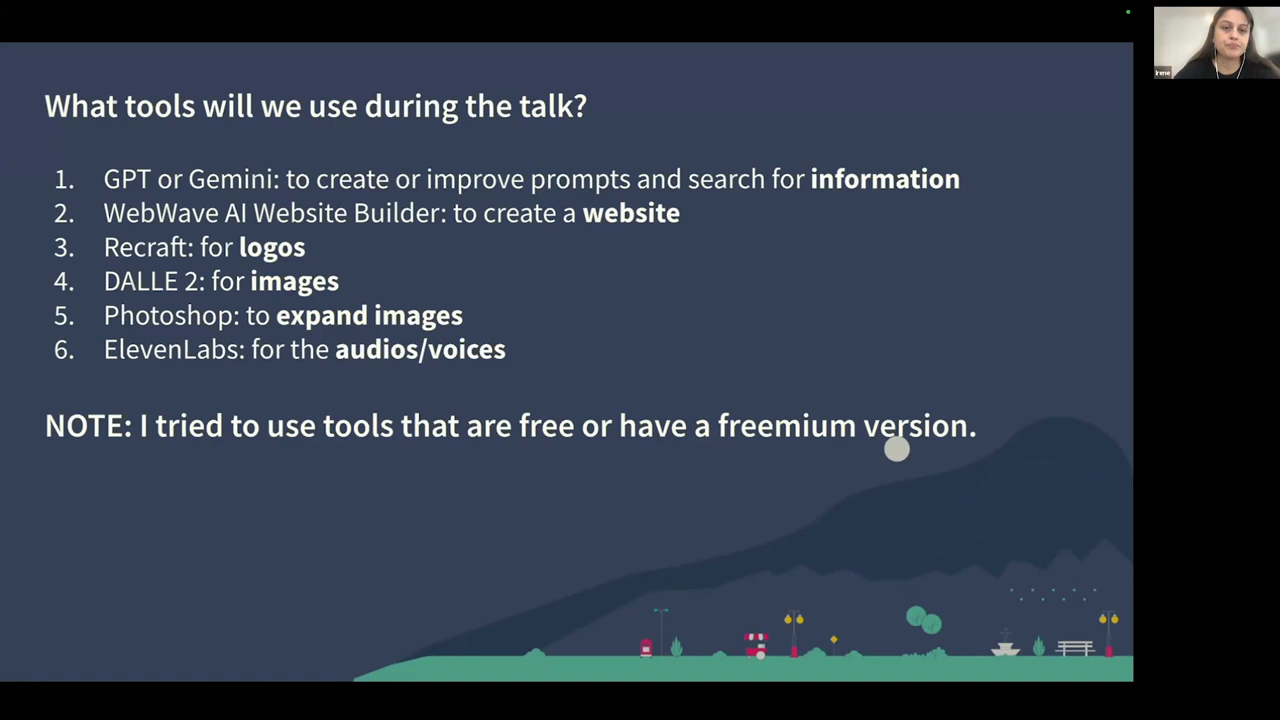 What tools will we use during the talk?
1. GPT or Gemini: to create or improve prompts and search for information
2. WebWave AI Website Builder: to create a website
3. Recraft: for logos
4. DALLE 2: for images
5. Photoshop: to expand images
6. ElevenLabs: for the audios/voices
NOTE: I tried to use tools that are free or have a freemium version.
Irene